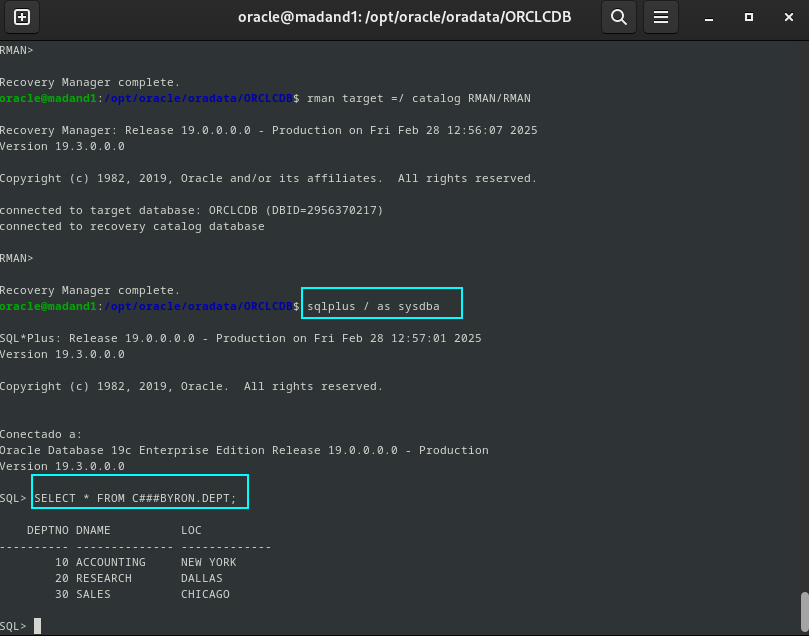 oracle@madand1: /opt/oracle/oradata/ORCLCDB
RMAN>
Recovery Manager complete.
oracle@madand1:/opt/oracle/oradata/ORCLCDB$ rman target =/ catalog RMAN/RMAN
Recovery Manager: Release 19.0.0.0.0 - Production on Fri Feb 28 12:56:07 2025
Version 19.3.0.0.0
Copyright (c) 1982, 2019, Oracle and/or its affiliates.  All rights reserved.
connected to target database: ORCLCDB (DBID=2956370217)
connected to recovery catalog database
RMAN>
Recovery Manager complete.
oracle@madand1:/opt/oracle/oradata/ORCLCDB$ sqlplus / as sysdba
SQL*Plus: Release 19.0.0.0.0 - Production on Fri Feb 28 12:57:01 2025
Version 19.3.0.0.0
Copyright (c) 1982, 2019, Oracle.  All rights reserved.
Conectado a:
Oracle Database 19c Enterprise Edition Release 19.0.0.0.0 - Production
Version 19.3.0.0.0
SQL> SELECT * FROM C###BYRON.DEPT;
    DEPTNO DNAME          LOC
---------- -------------- -------------
        10 ACCOUNTING     NEW YORK
        20 RESEARCH       DALLAS
        30 SALES          CHICAGO
SQL>